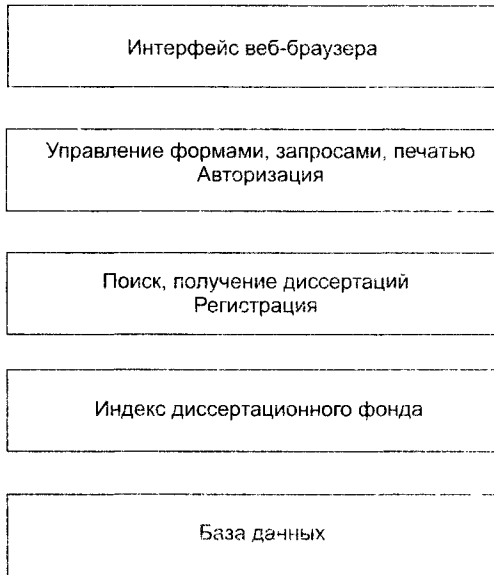 Интерфейс веб-браузера
Управление формами, запросами, печатью
Авторизация
Поиск, получение диссертаций
Регистрация
Индекс диссертационного фонда
База данных